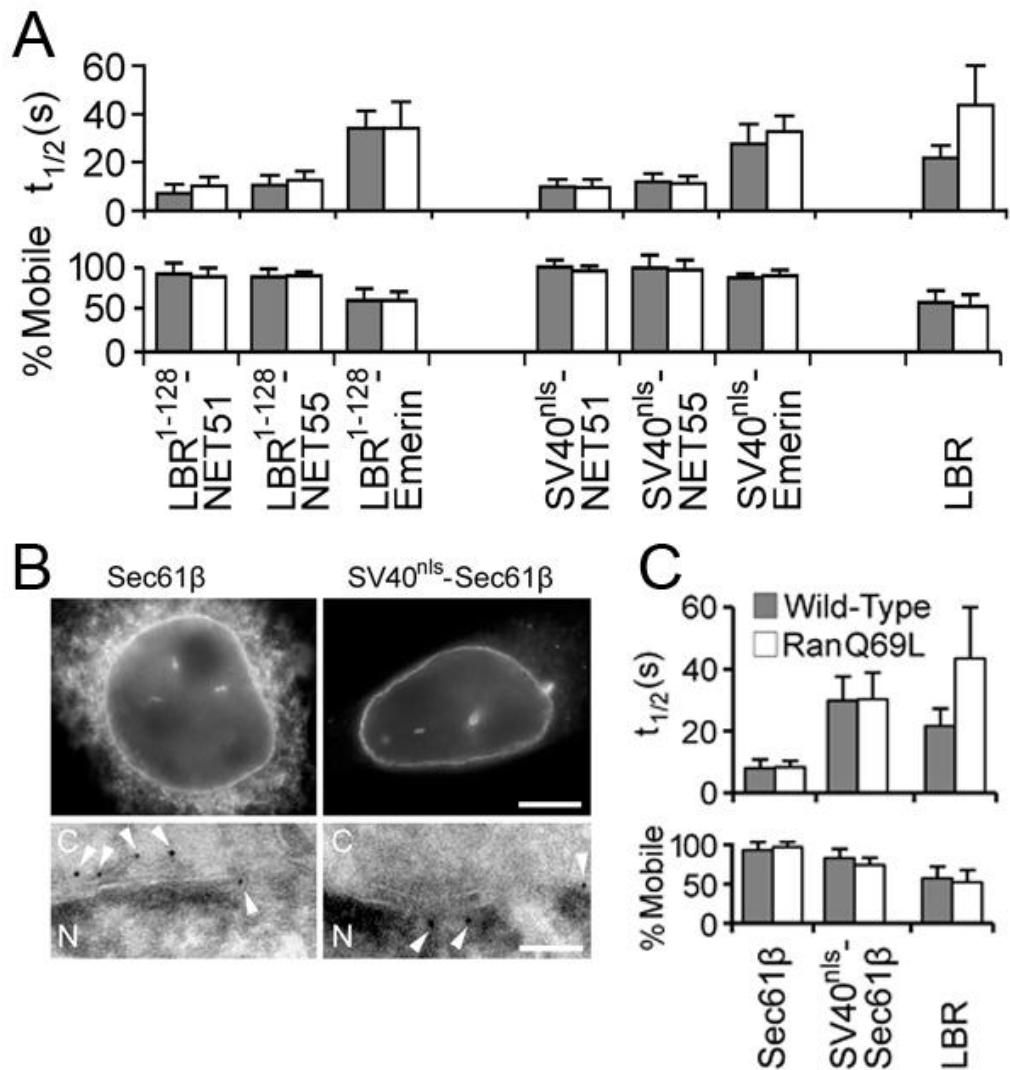 A
t1/2(s)
60
40
20
0
%Mobile
100
50
0
LBR1-128-
NET51
LBR1-128-
NET55
LBR1-128-
Emerin
SV40nls-
NET51
SV40nls-
NET55
SV40nls-
Emerin
LBR
B
Sec61β
SV40nls-Sec61β
C
N
C
N
C
Wild-Type
RanQ69L
t1/2(s)
60
40
20
0
%Mobile
100
50
0
Sec61β
SV40nls-
Sec61β
LBR